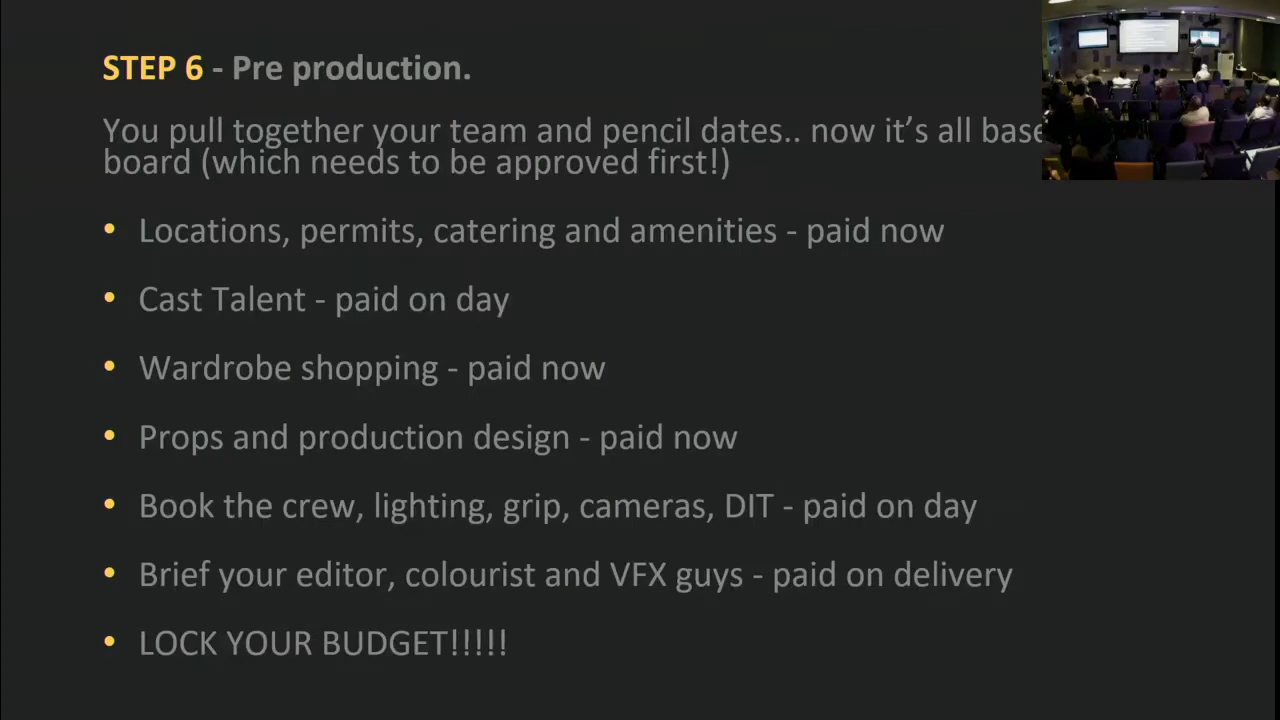 STEP 6 - Pre production.
You pull together your team and pencil dates.. now it’s all base
board (which needs to be approved first!)
• Locations, permits, catering and amenities - paid now
• Cast Talent - paid on day
• Wardrobe shopping - paid now
• Props and production design - paid now
• Book the crew, lighting, grip, cameras, DIT - paid on day
• Brief your editor, colourist and VFX guys - paid on delivery
• LOCK YOUR BUDGET!!!!!